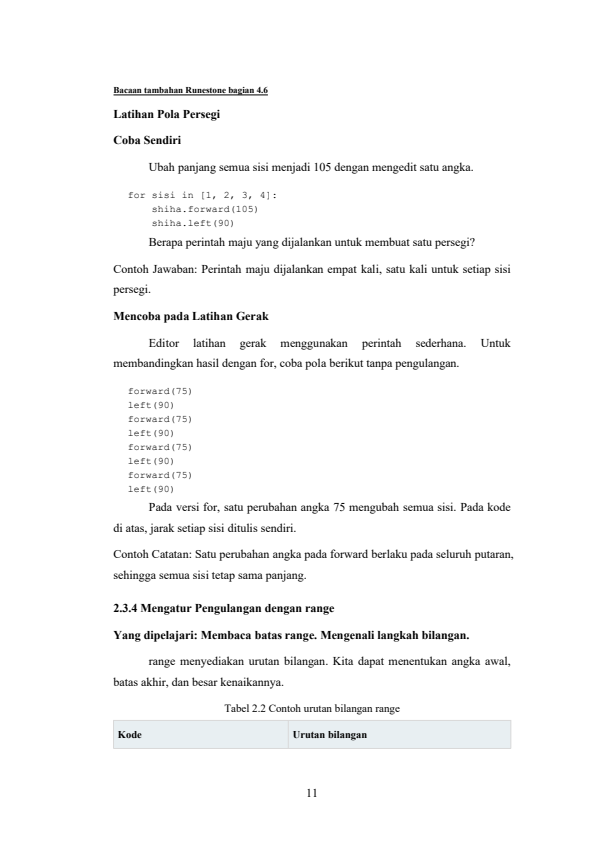 Bacaan tambahan Runestone bagian 4.6
Latihan Pola Persegi
Coba Sendiri
Ubah panjang semua sisi menjadi 105 dengan mengedit satu angka.
for sisi in [1, 2, 3, 4]:
    shiha.forward(105)
    shiha.left(90)
Berapa perintah maju yang dijalankan untuk membuat satu persegi?
Contoh Jawaban: Perintah maju dijalankan empat kali, satu kali untuk setiap sisi
persegi.
Mencoba pada Latihan Gerak
Editor latihan gerak menggunakan perintah sederhana. Untuk
membandingkan hasil dengan for, coba pola berikut tanpa pengulangan.
forward(75)
left(90)
forward(75)
left(90)
forward(75)
left(90)
forward(75)
left(90)
Pada versi for, satu perubahan angka 75 mengubah semua sisi. Pada kode
di atas, jarak setiap sisi ditulis sendiri.
Contoh Catatan: Satu perubahan angka pada forward berlaku pada seluruh putaran,
sehingga semua sisi tetap sama panjang.
2.3.4 Mengatur Pengulangan dengan range
Yang dipelajari: Membaca batas range. Mengenali langkah bilangan.
range menyediakan urutan bilangan. Kita dapat menentukan angka awal,
batas akhir, dan besar kenaikannya.
Tabel 2.2 Contoh urutan bilangan range
Kode Urutan bilangan
11